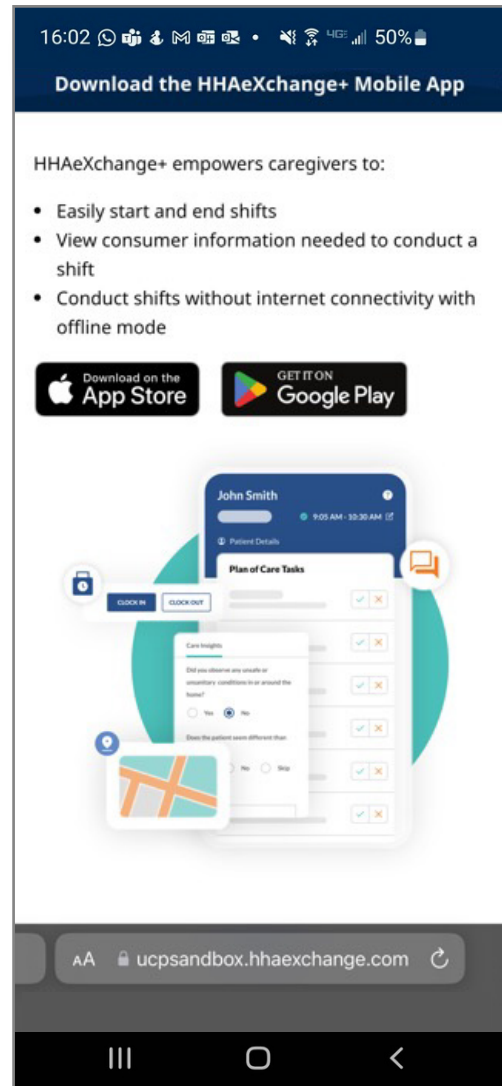 16:02 4GE 50%
Download the HHAeXchange+ Mobile App
HHAeXchange+ empowers caregivers to:
• Easily start and end shifts
• View consumer information needed to conduct a
shift
• Conduct shifts without internet connectivity with
offline mode
Download on the
App Store
GET IT ON
Google Play
John Smith
?
9:05 AM - 10:30 AM
Patient Details
Plan of Care Tasks
CLOCK IN CLOCK OUT
Care Insights
Did you observe any unsafe or
unsanitary conditions in or around the
home?
Yes No
Does the patient seem different than
No Skip
AA ucpsandbox.hhaexchange.com